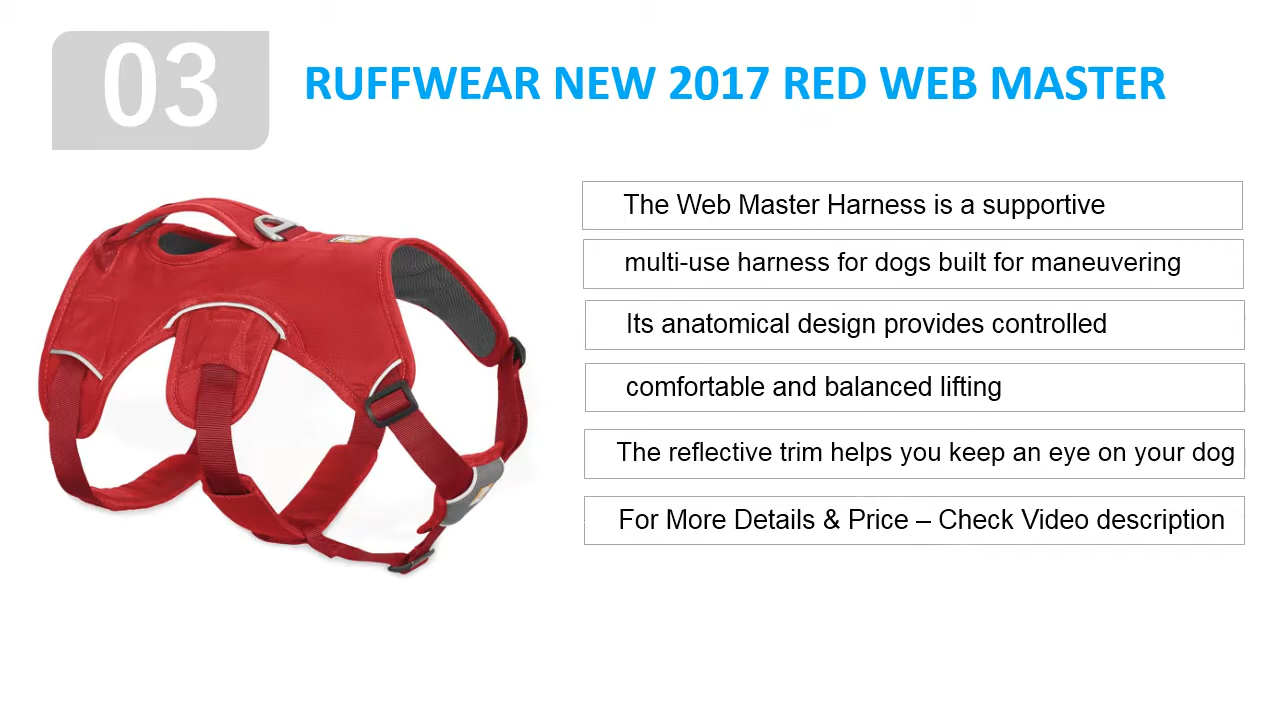 03
RUFFWEAR NEW 2017 RED WEB MASTER
The Web Master Harness is a supportive
multi-use harness for dogs built for maneuvering
Its anatomical design provides controlled
comfortable and balanced lifting
The reflective trim helps you keep an eye on your dog
For More Details & Price – Check Video description